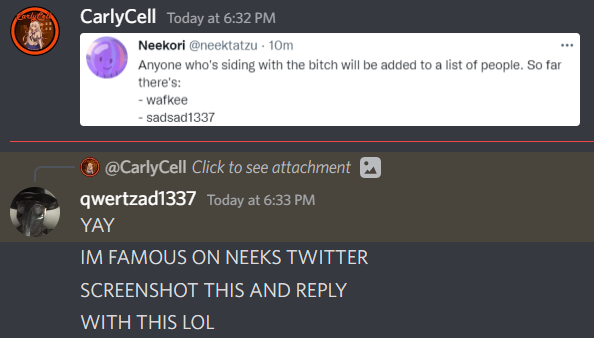 CarlyCell Today at 6:32 PM
Neekori @neektatzu · 10m
Anyone who's siding with the bitch will be added to a list of people. So far
there's:
- wafkee
- sadsad1337
@CarlyCell Click to see attachment
qwertzad1337 Today at 6:33 PM
YAY
IM FAMOUS ON NEEKS TWITTER
SCREENSHOT THIS AND REPLY
WITH THIS LOL